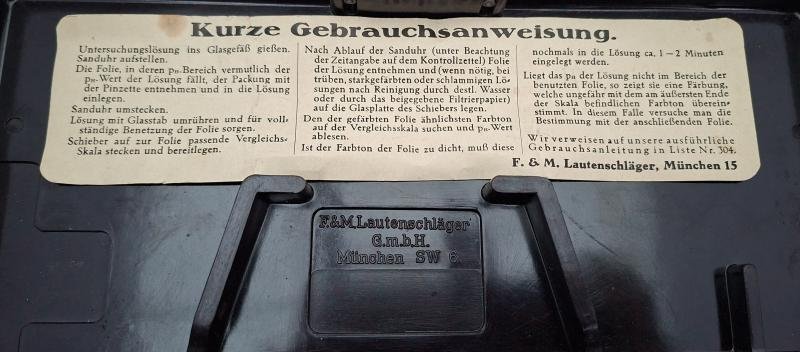 Kurze Gebrauchsanweisung.
Untersuchungslösung ins Glasgefäß gießen.
Sanduhr aufstellen.
Die Folie, in deren pH-Bereich vermutlich der
pH-Wert der Lösung fällt, der Packung mit
der Pinzette entnehmen und in die Lösung
einlegen.
Sanduhr umstecken.
Lösung mit Glasstab umrühren und für voll-
ständige Benetzung der Folie sorgen.
Schieber auf zur Folie passende Vergleichs-
Skala stecken und bereitlegen.
Nach Ablauf der Sanduhr (unter Beachtung
der Zeitangabe auf dem Kontrollzettel) Folie
der Lösung entnehmen und (wenn nötig, bei
trüben, starkgefärbten oder schlammigen Lö-
sungen nach Reinigung durch destl. Wasser
oder durch das beigegebene Filtrierpapier)
auf die Glasplatte des Schiebers legen.
Den der gefärbten Folie ähnlichsten Farbton
auf der Vergleichsskala suchen und pH-Wert
ablesen.
Ist der Farbton der Folie zu dicht, muß diese
nochmals in die Lösung ca. 1–2 Minuten
eingelegt werden.
Liegt das pH der Lösung nicht im Bereich der
benutzten Folie, so zeigt sie eine Färbung,
welche ungefähr mit dem am äußersten Ende
der Skala befindlichen Farbton überein-
stimmt. In diesem Falle versuche man die
Bestimmung mit der anschließenden Folie.
Wir verweisen auf unsere ausführliche
Gebrauchsanleitung in Liste Nr. 304.
F. & M. Lautenschläger, München 15
F.&M.Lautenschläger
G.m.b.H.
München SW 6.